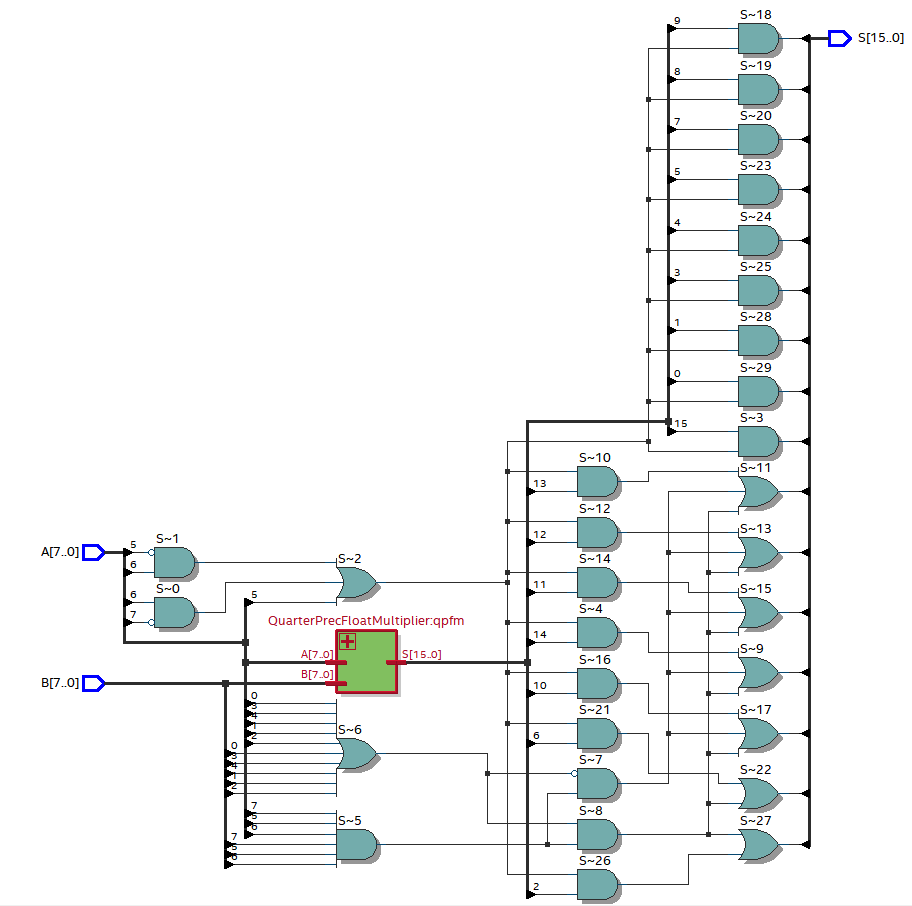 S~18
9
S[15..0]
S~19
8
S~20
7
S~23
5
S~24
4
S~25
3
S~28
1
S~29
0
S~3
15
S~10
S~11
13
S~12
12
S~13
A[7..0]
5
S~1
6
S~2
S~14
11
S~15
6
S~0
7
5
QuarterPrecFloatMultiplier:qpfm
S~4
14
A[7..0]
S[15..0]
S~9
B[7..0]
B[7..0]
S~16
10
S~17
0
3
4
1
2
S~6
S~21
6
0
3
4
1
2
S~7
S~22
7
5
6
S~5
S~8
S~27
7
5
6
S~26
2